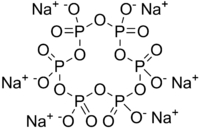 Na⁺ ⁻O O O⁻ Na⁺
O P P O
O O O O
O P P O
Na⁺ ⁻O O O O⁻ Na⁺
P P
Na⁺ ⁻O O O O⁻ Na⁺